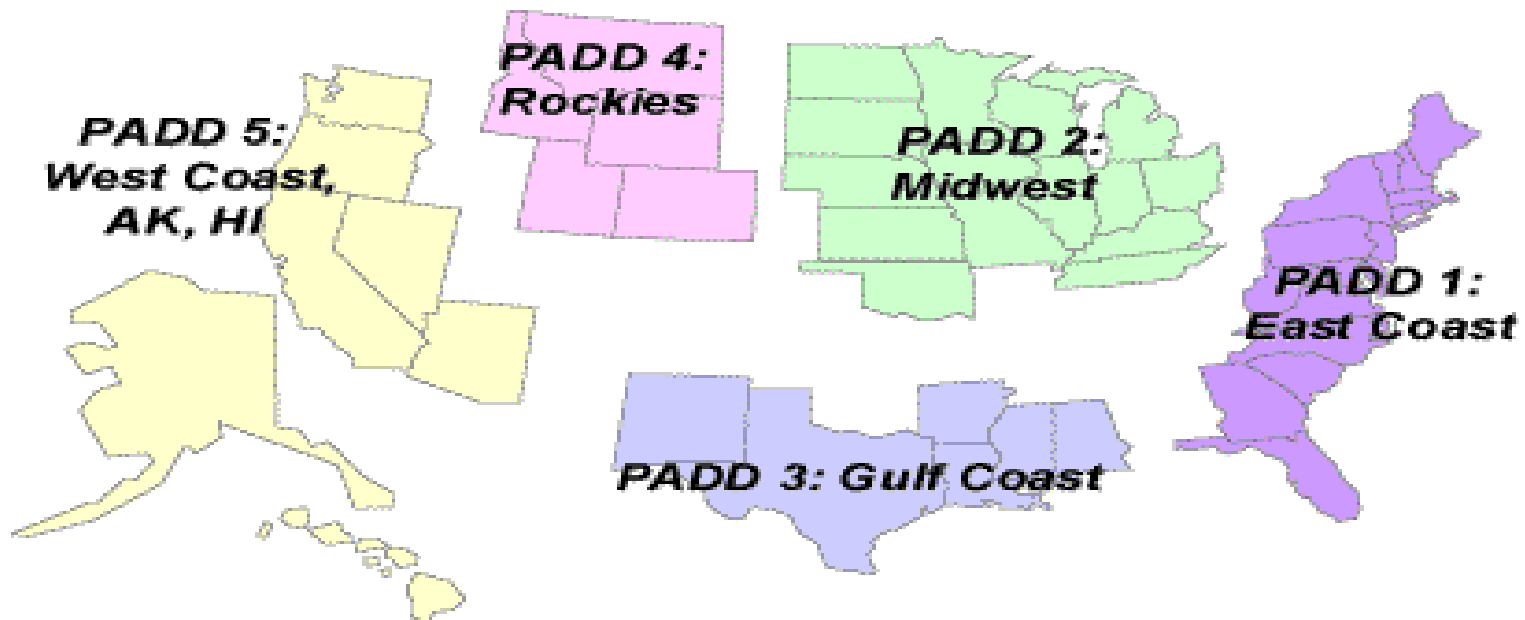 PADD 5:
West Coast,
AK, HI
PADD 4:
Rockies
PADD 2:
Midwest
PADD 1:
East Coast
PADD 3: Gulf Coast